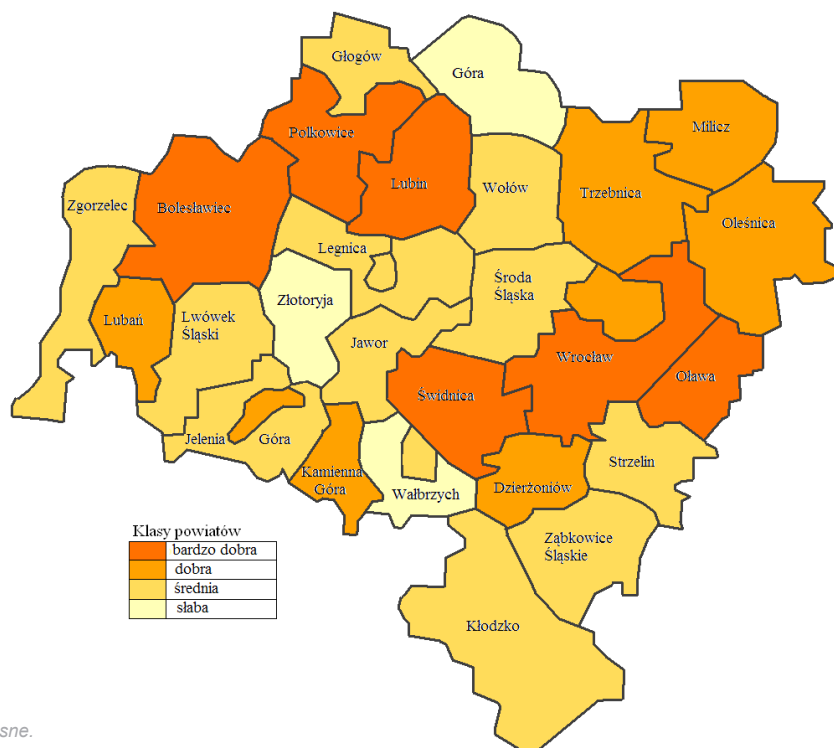 Głogów
Góra
Milicz
Polkowice
Lubin
Wołów
Trzebnica
Zgorzelec
Bolesławiec
Oleśnica
Legnica
Środa
Śląska
Złotoryja
Lubań
Lwówek
Śląski
Jawor
Wrocław
Oława
Świdnica
Jelenia
Góra
Strzelin
Kamienna
Góra
Wałbrzych
Dzierżoniów
Ząbkowice
Śląskie
Kłodzko
Klasy powiatów
bardzo dobra
dobra
średnia
słaba
sne.